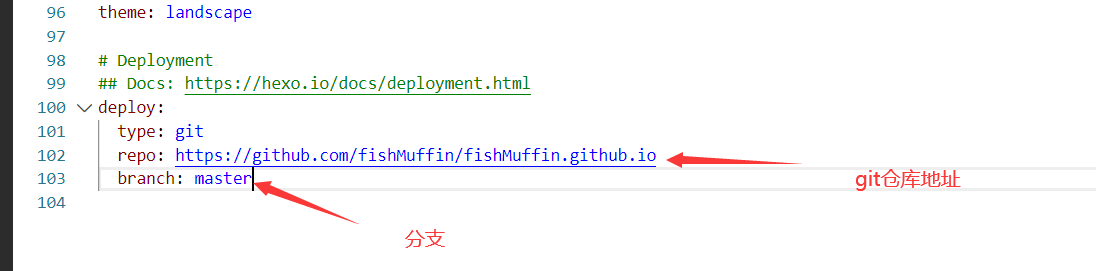 96 theme: landscape
97
98 # Deployment
99 ## Docs: https://hexo.io/docs/deployment.html
100 deploy:
101 type: git
102 repo: https://github.com/fishMuffin/fishMuffin.github.io
git仓库地址
103 branch: master
104
分支